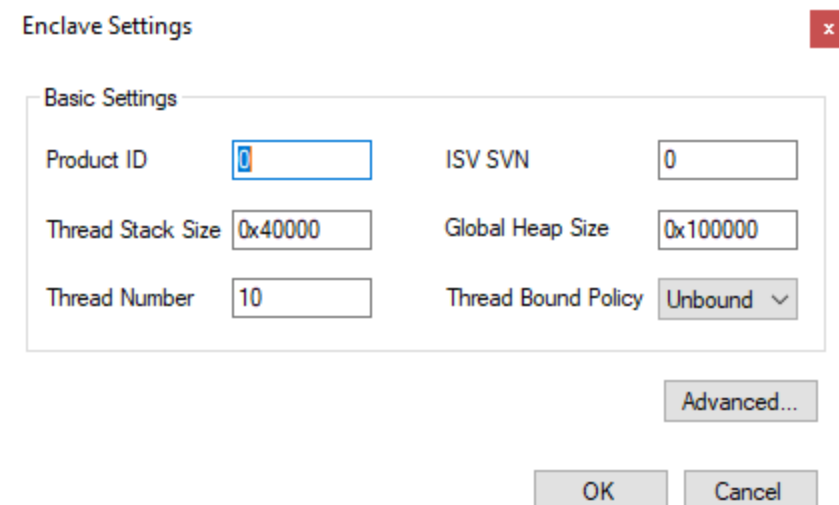 Enclave Settings
x
Basic Settings
Product ID 0 ISV SVN 0
Thread Stack Size 0x40000 Global Heap Size 0x100000
Thread Number 10 Thread Bound Policy Unbound
Advanced...
OK Cancel